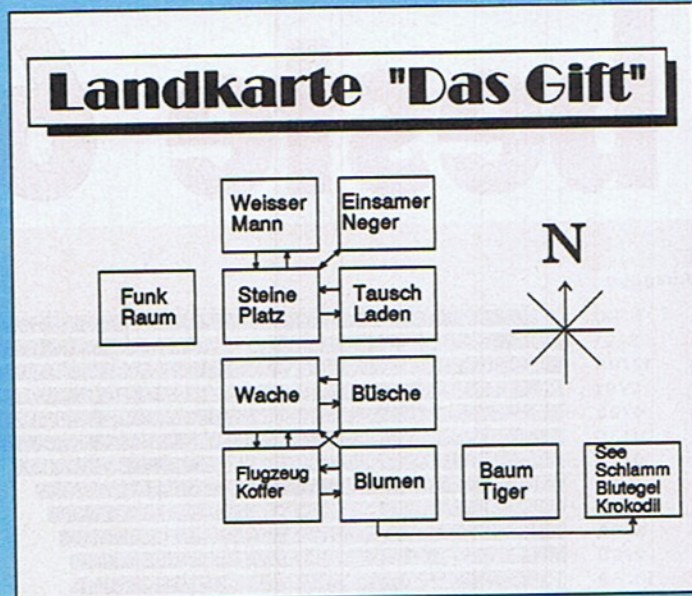 Landkarte "Das Gift"
Weisser
Mann
Einsamer
Neger
N
Funk
Raum
Steine
Platz
Tausch
Laden
Wache
Büsche
Flugzeug
Koffer
Blumen
Baum
Tiger
See
Schlamm
Blutegel
Krokodil